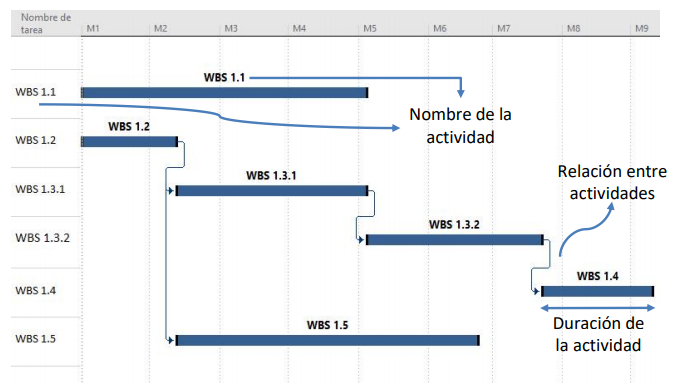 Nombre de
tarea
M1 M2 M3 M4 M5 M6 M7 M8 M9
WBS 1.1
WBS 1.1
Nombre de la
actividad
WBS 1.2
WBS 1.2
Relación entre
actividades
WBS 1.3.1
WBS 1.3.1
WBS 1.3.2
WBS 1.3.2
WBS 1.4
WBS 1.4
Duración de
la actividad
WBS 1.5
WBS 1.5